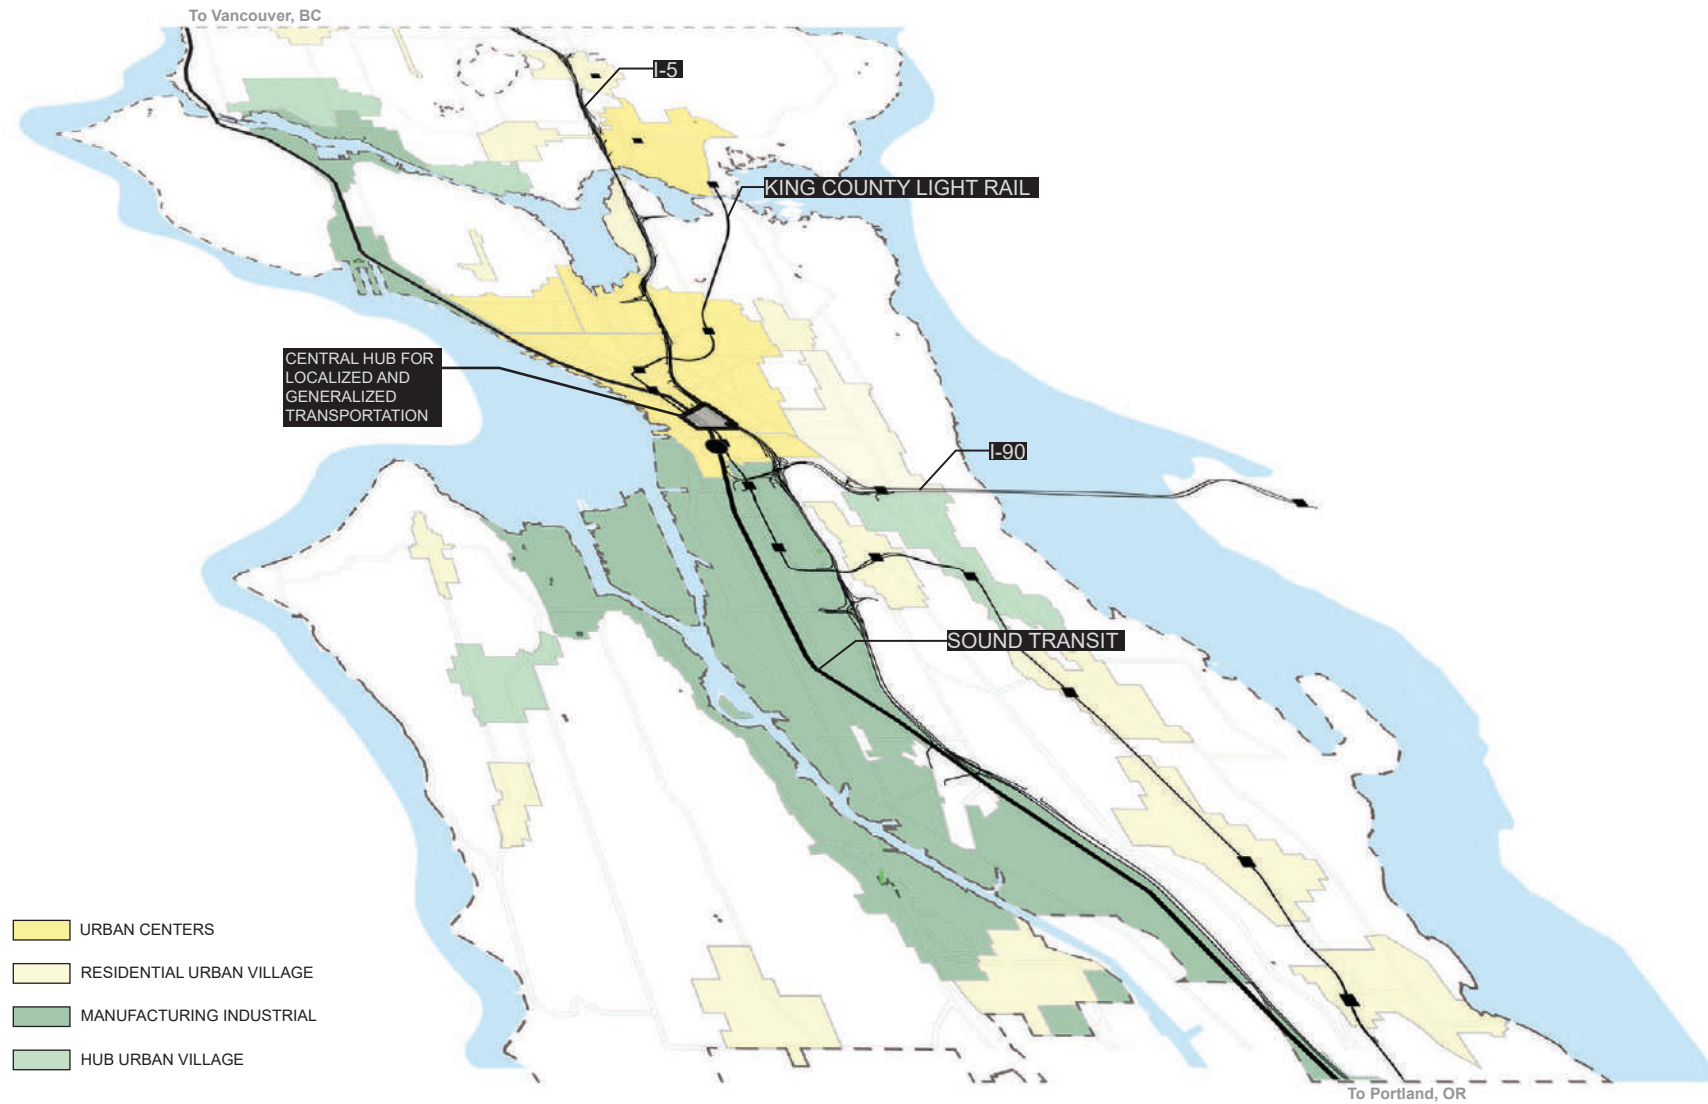 To Vancouver, BC
I-5
KING COUNTY LIGHT RAIL
CENTRAL HUB FOR
LOCALIZED AND
GENERALIZED
TRANSPORTATION
I-90
SOUND TRANSIT
URBAN CENTERS
RESIDENTIAL URBAN VILLAGE
MANUFACTURING INDUSTRIAL
HUB URBAN VILLAGE
To Portland, OR